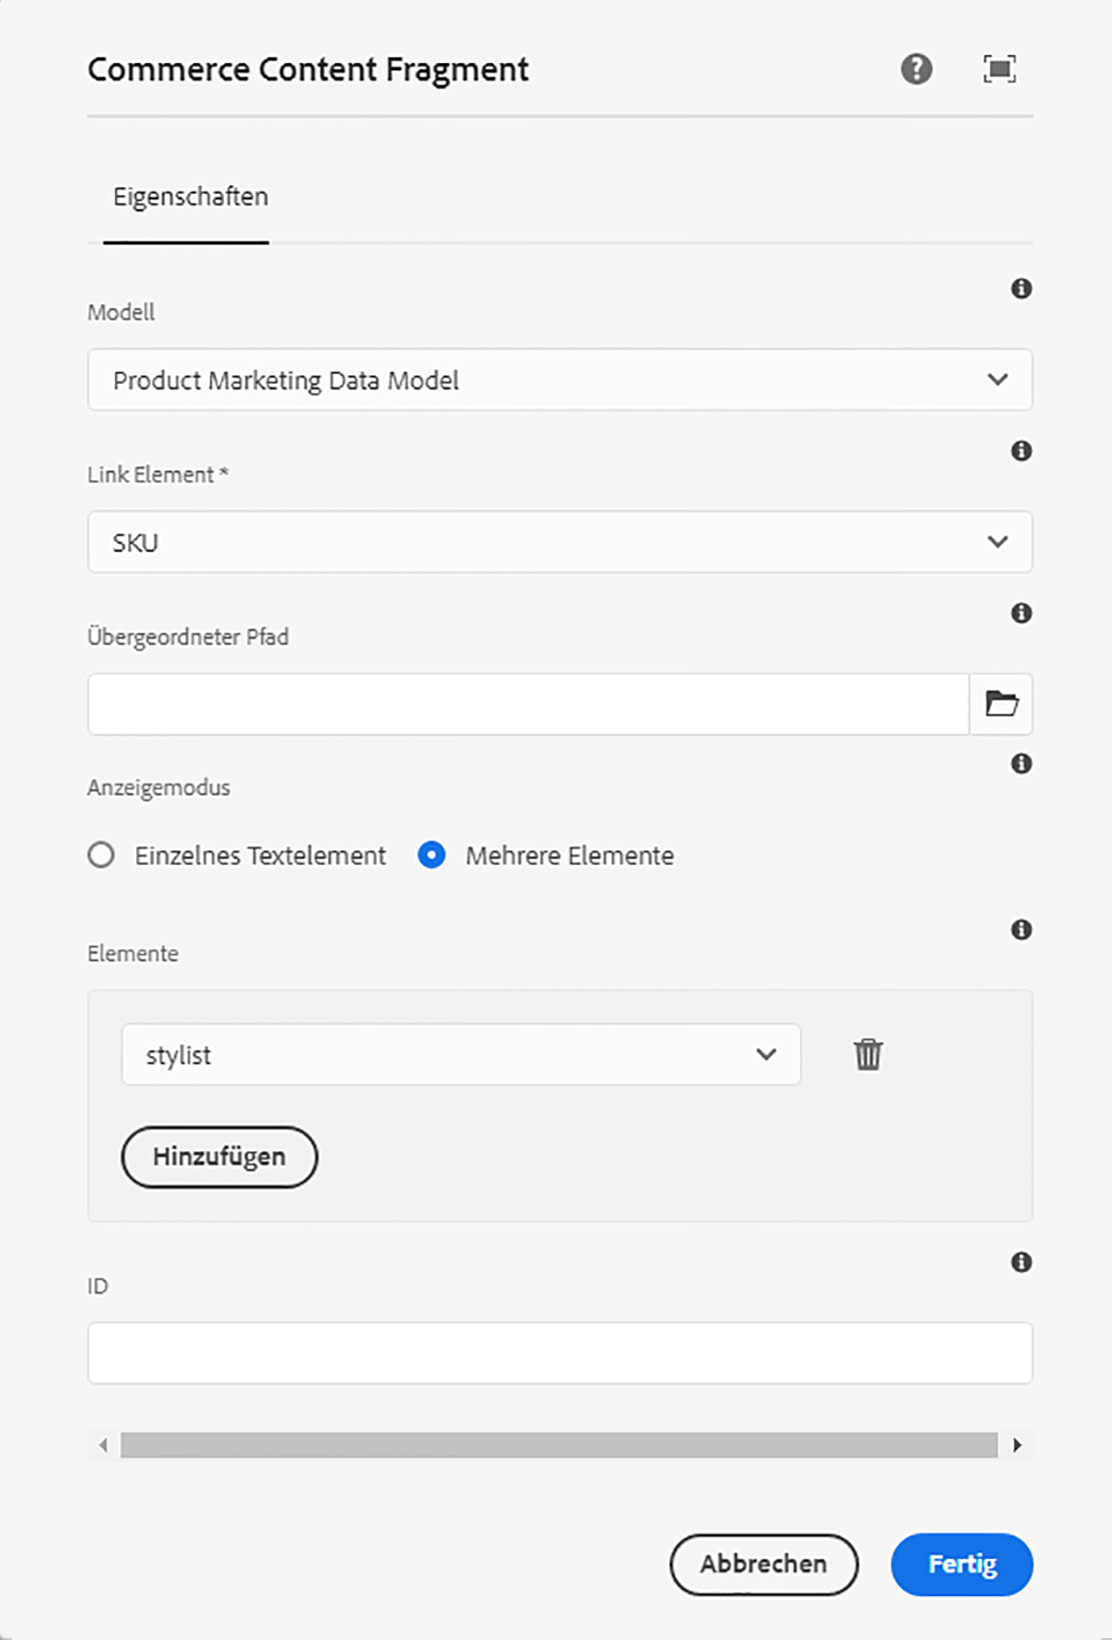 Commerce Content Fragment
Eigenschaften
Modell
Product Marketing Data Model
Link Element *
SKU
Übergeordneter Pfad
Anzeigemodus
Einzelnes Textelement Mehrere Elemente
Elemente
stylist
Hinzufügen
ID
Abbrechen Fertig